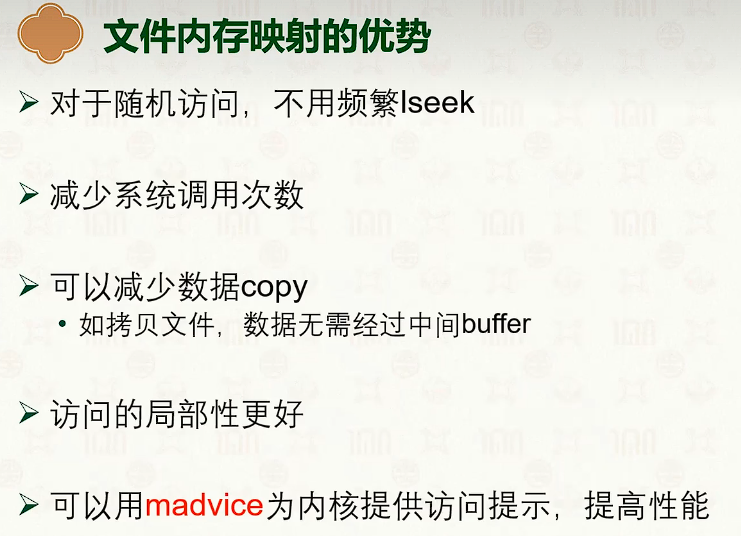 文件内存映射的优势
对于随机访问，不用频繁lseek
减少系统调用次数
可以减少数据copy
如拷贝文件，数据无需经过中间buffer
访问的局部性更好
可以用madvice为内核提供访问提示，提高性能